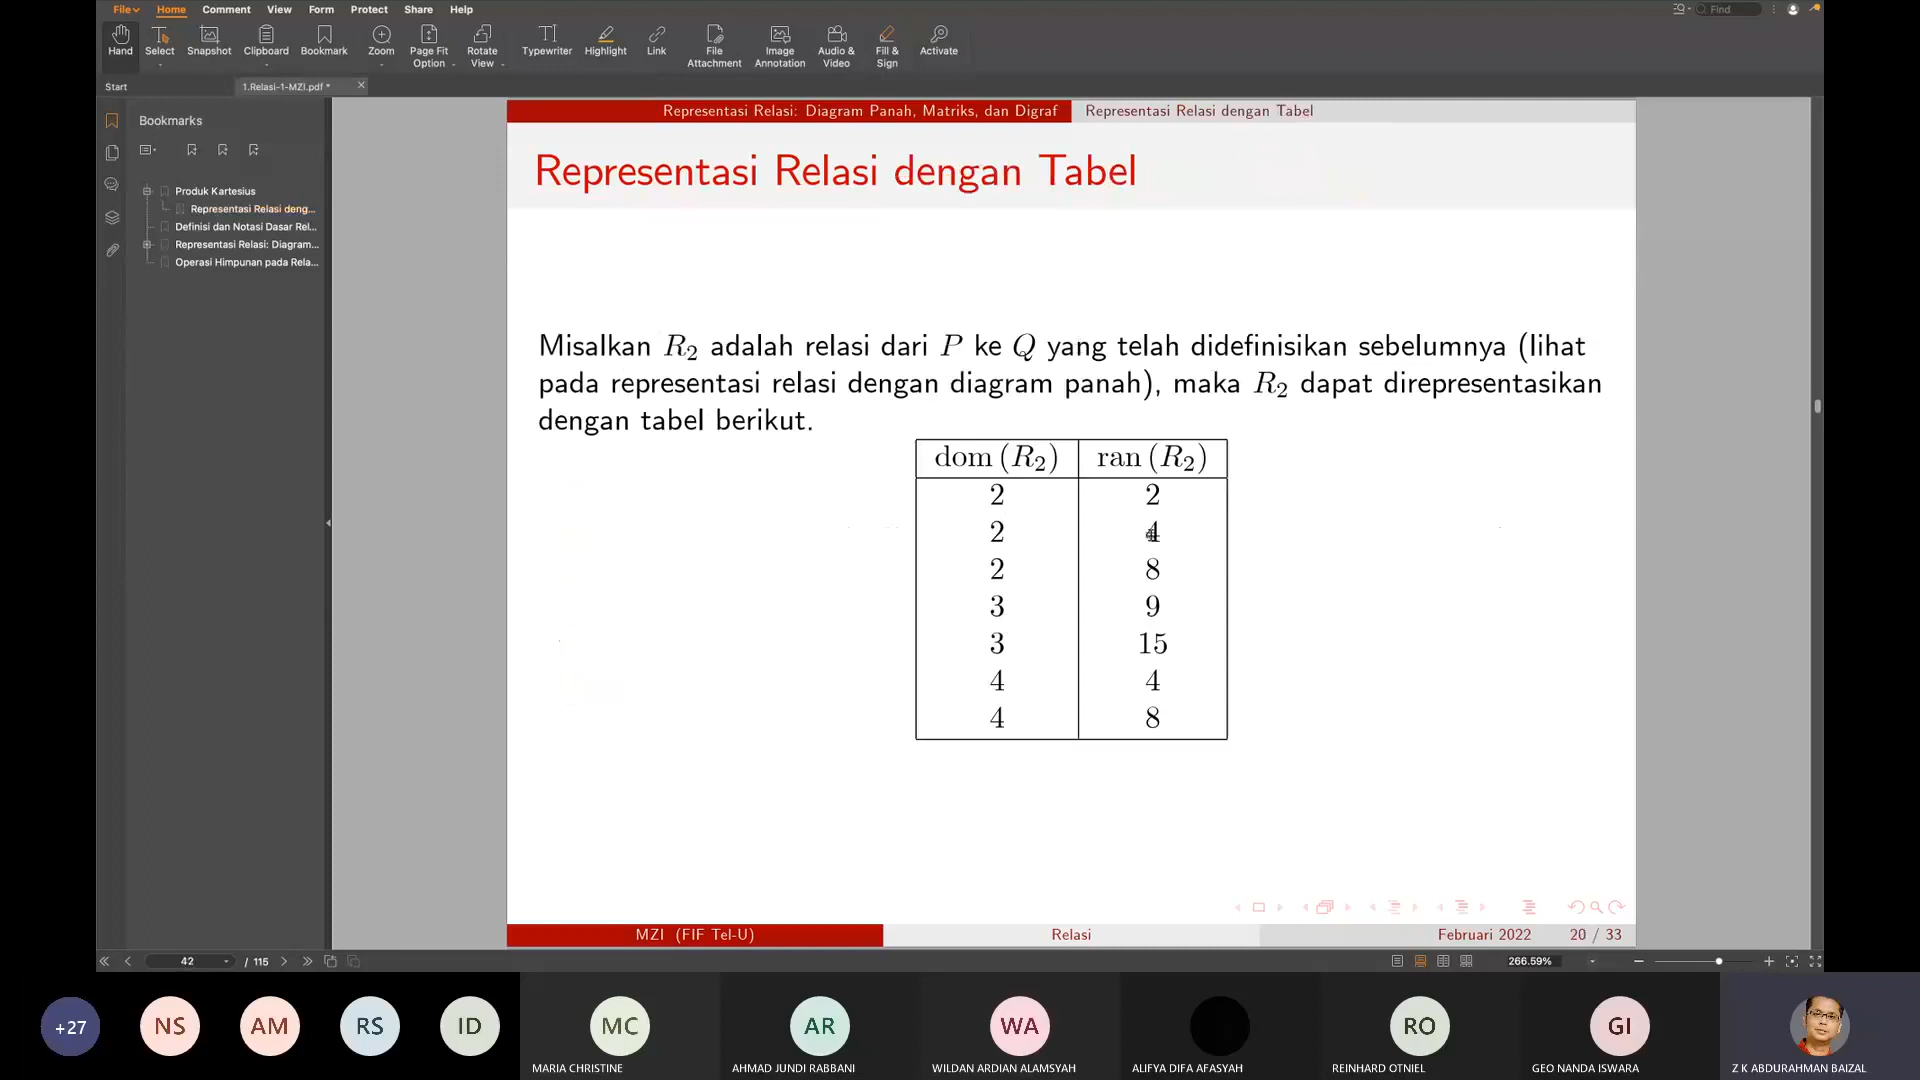 File Home Comment View Form Protect Share Help
Find
Hand Select Snapshot Clipboard Bookmark Zoom Page Fit Option Rotate View Typewriter Highlight Link File Attachment Image Annotation Audio & Video Fill & Sign Activate
Start 1.Relasi-1-MZI.pdf *
Bookmarks
Produk Kartesius
Representasi Relasi deng...
Definisi dan Notasi Dasar Rel...
Representasi Relasi: Diagram...
Operasi Himpunan pada Rela...
Representasi Relasi: Diagram Panah, Matriks, dan Digraf Representasi Relasi dengan Tabel
Representasi Relasi dengan Tabel
Misalkan R₂ adalah relasi dari P ke Q yang telah didefinisikan sebelumnya (lihat
pada representasi relasi dengan diagram panah), maka R₂ dapat direpresentasikan
dengan tabel berikut.
dom (R₂) ran (R₂)
2 2
2 4
2 8
3 9
3 15
4 4
4 8
MZI (FIF Tel-U) Relasi Februari 2022 20 / 33
42 / 115 266.59%
+27 NS AM RS ID MC AR WA RO GI
MARIA CHRISTINE AHMAD JUNDI RABBANI WILDAN ARDIAN ALAMSYAH ALIFYA DIFA AFASYAH REINHARD OTNIEL GEO NANDA ISWARA Z K ABDURAHMAN BAIZAL